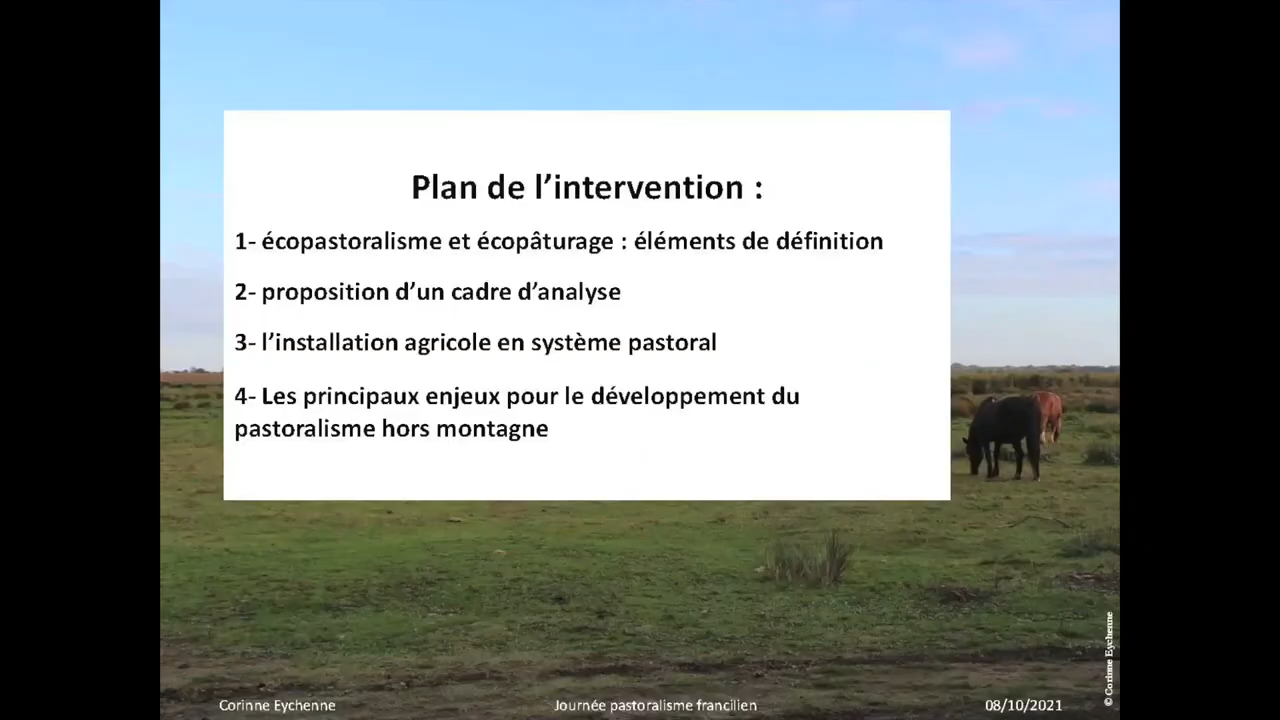 Plan de l’intervention :
1- écopastoralisme et écopâturage : éléments de définition
2- proposition d’un cadre d’analyse
3- l’installation agricole en système pastoral
4- Les principaux enjeux pour le développement du
pastoralisme hors montagne
© Corinne Eychenne
Corinne Eychenne
Journée pastoralisme francilien
08/10/2021